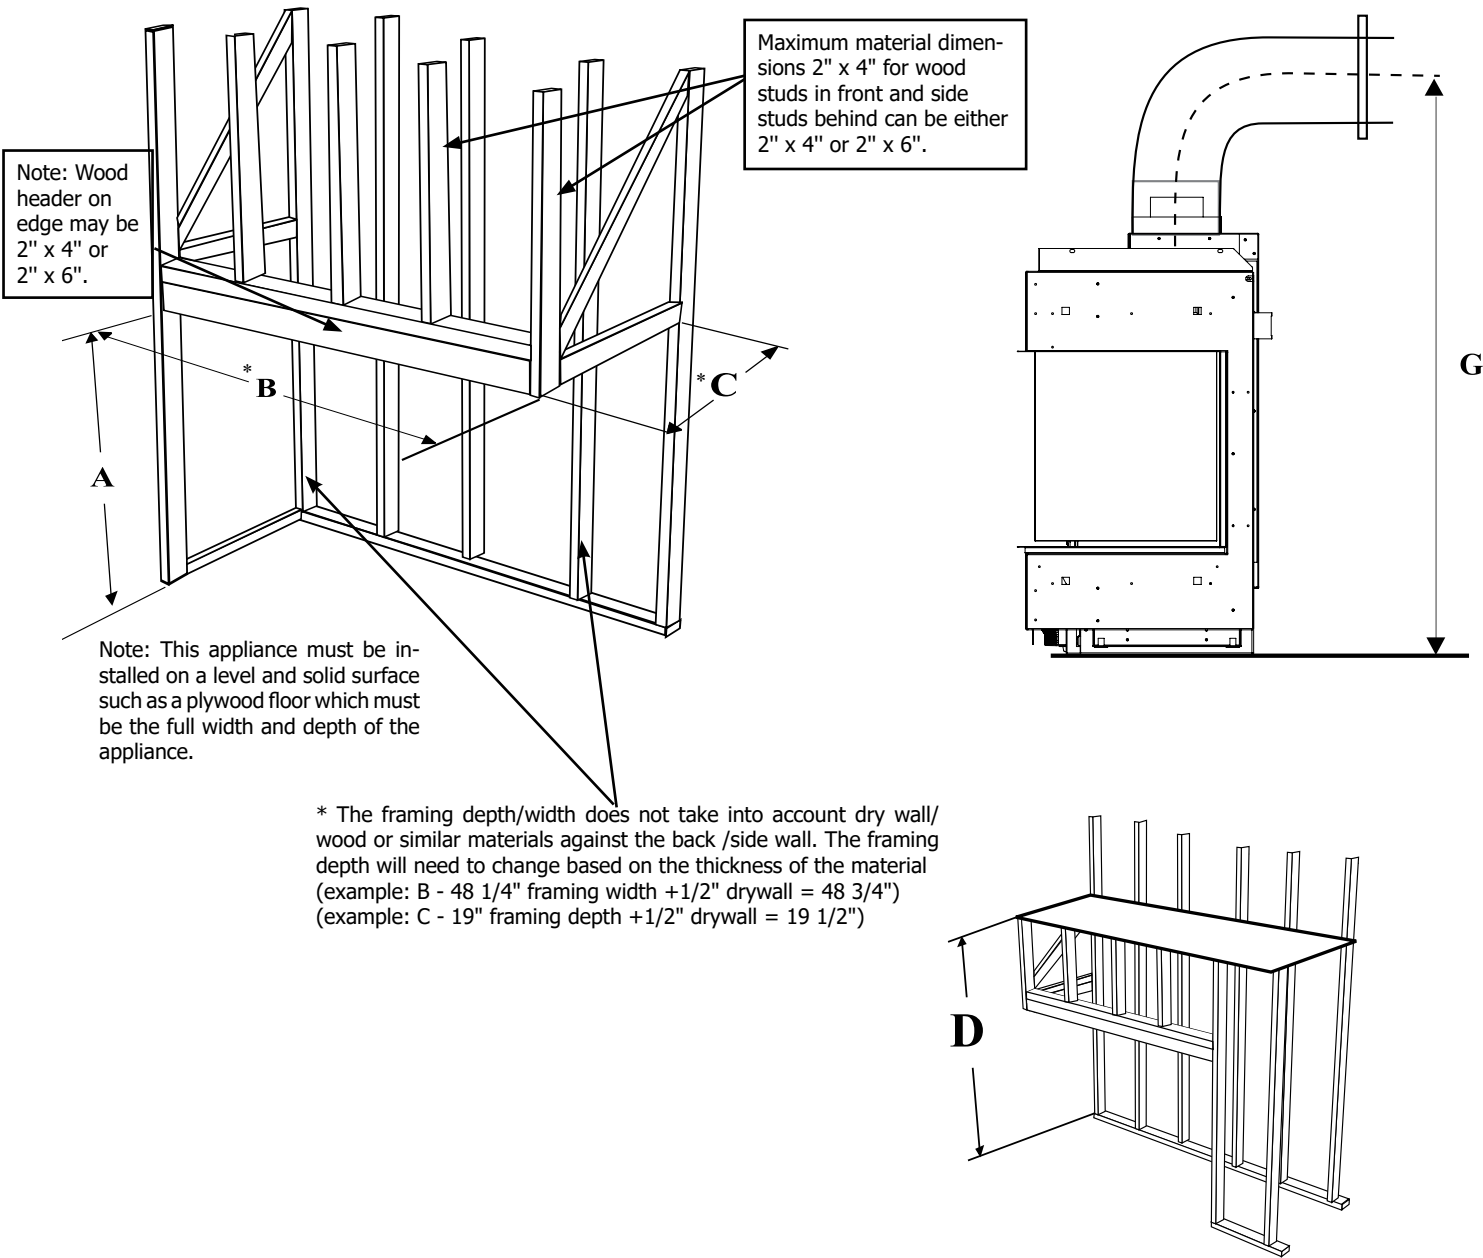 Maximum material dimen-
sions 2" x 4" for wood
studs in front and side
studs behind can be either
2" x 4" or 2" x 6".
Note: Wood
header on
edge may be
2" x 4" or
2" x 6".
* B
* C
A
G
Note: This appliance must be in-
stalled on a level and solid surface
such as a plywood floor which must
be the full width and depth of the
appliance.
* The framing depth/width does not take into account dry wall/
wood or similar materials against the back /side wall. The framing
depth will need to change based on the thickness of the material
(example: B - 48 1/4" framing width +1/2" drywall = 48 3/4")
(example: C - 19" framing depth +1/2" drywall = 19 1/2")
D